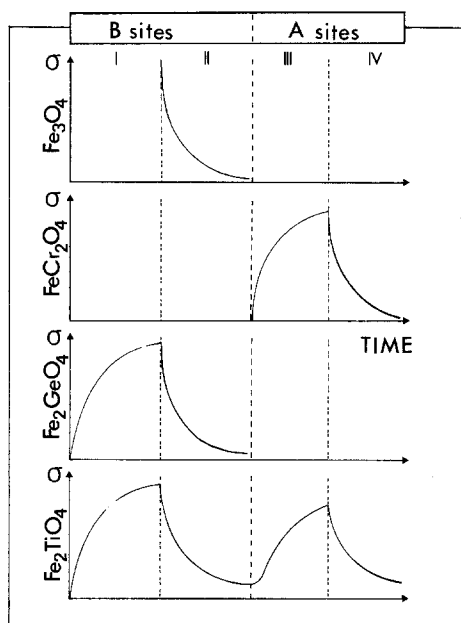 B sites A sites
I II III IV
σ
Fe₃O₄
σ
FeCr₂O₄
TIME
σ
Fe₂GeO₄
σ
Fe₂TiO₄